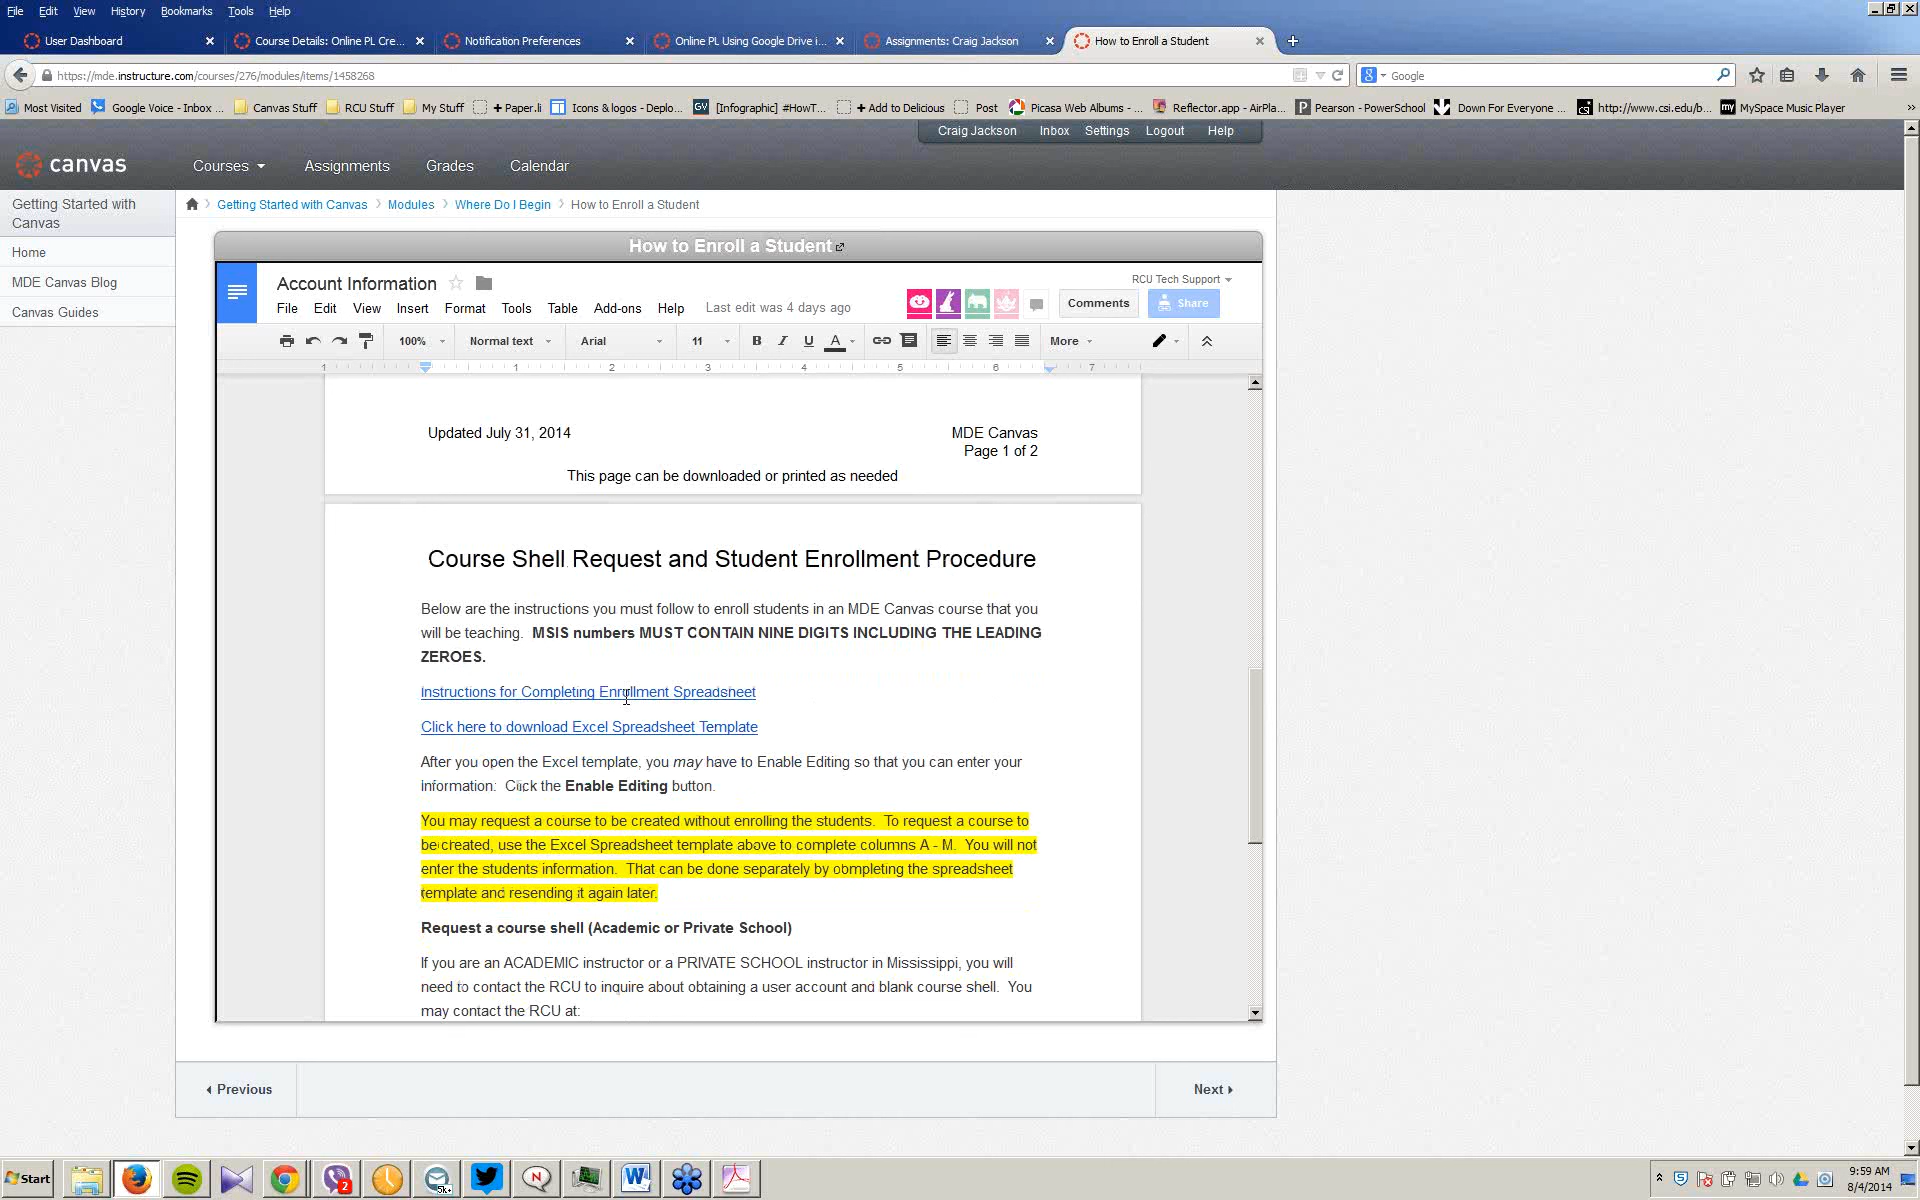 File Edit View History Bookmarks Tools Help
User Dashboard
Course Details: Online PL Cre...
Notification Preferences
Online PL Using Google Drive i...
Assignments: Craig Jackson
How to Enroll a Student
https://mde.instructure.com/courses/276/modules/items/1458268
Google
Most Visited
Google Voice - Inbox ...
Canvas Stuff
RCU Stuff
My Stuff
+ Paper.li
Icons & logos - Deplo...
[Infographic] #HowT...
+ Add to Delicious
Post
Picasa Web Albums - ...
Reflector.app - AirPla...
Pearson - PowerSchool
Down For Everyone ...
http://www.csi.edu/b...
MySpace Music Player
Craig Jackson Inbox Settings Logout Help
canvas
Courses Assignments Grades Calendar
Getting Started with
Canvas
Home
MDE Canvas Blog
Canvas Guides
Getting Started with Canvas
Modules
Where Do I Begin
How to Enroll a Student
How to Enroll a Student
Account Information
RCU Tech Support
File Edit View Insert Format Tools Table Add-ons Help
Last edit was 4 days ago
Comments
Share
100%
Normal text
Arial
11
B I U A
More
1 1 2 3 4 5 6 7
Updated July 31, 2014
MDE Canvas
Page 1 of 2
This page can be downloaded or printed as needed
Course Shell Request and Student Enrollment Procedure
Below are the instructions you must follow to enroll students in an MDE Canvas course that you
will be teaching. MSIS numbers MUST CONTAIN NINE DIGITS INCLUDING THE LEADING
ZEROES.
Instructions for Completing Enrollment Spreadsheet
Click here to download Excel Spreadsheet Template
After you open the Excel template, you may have to Enable Editing so that you can enter your
information: Click the Enable Editing button.
You may request a course to be created without enrolling the students. To request a course to
be created, use the Excel Spreadsheet template above to complete columns A - M. You will not
enter the students information. That can be done separately by completing the spreadsheet
template and resending it again later.
Request a course shell (Academic or Private School)
If you are an ACADEMIC instructor or a PRIVATE SCHOOL instructor in Mississippi, you will
need to contact the RCU to inquire about obtaining a user account and blank course shell. You
may contact the RCU at:
Previous
Next
Start
2
5k+
9:59 AM
8/4/2014